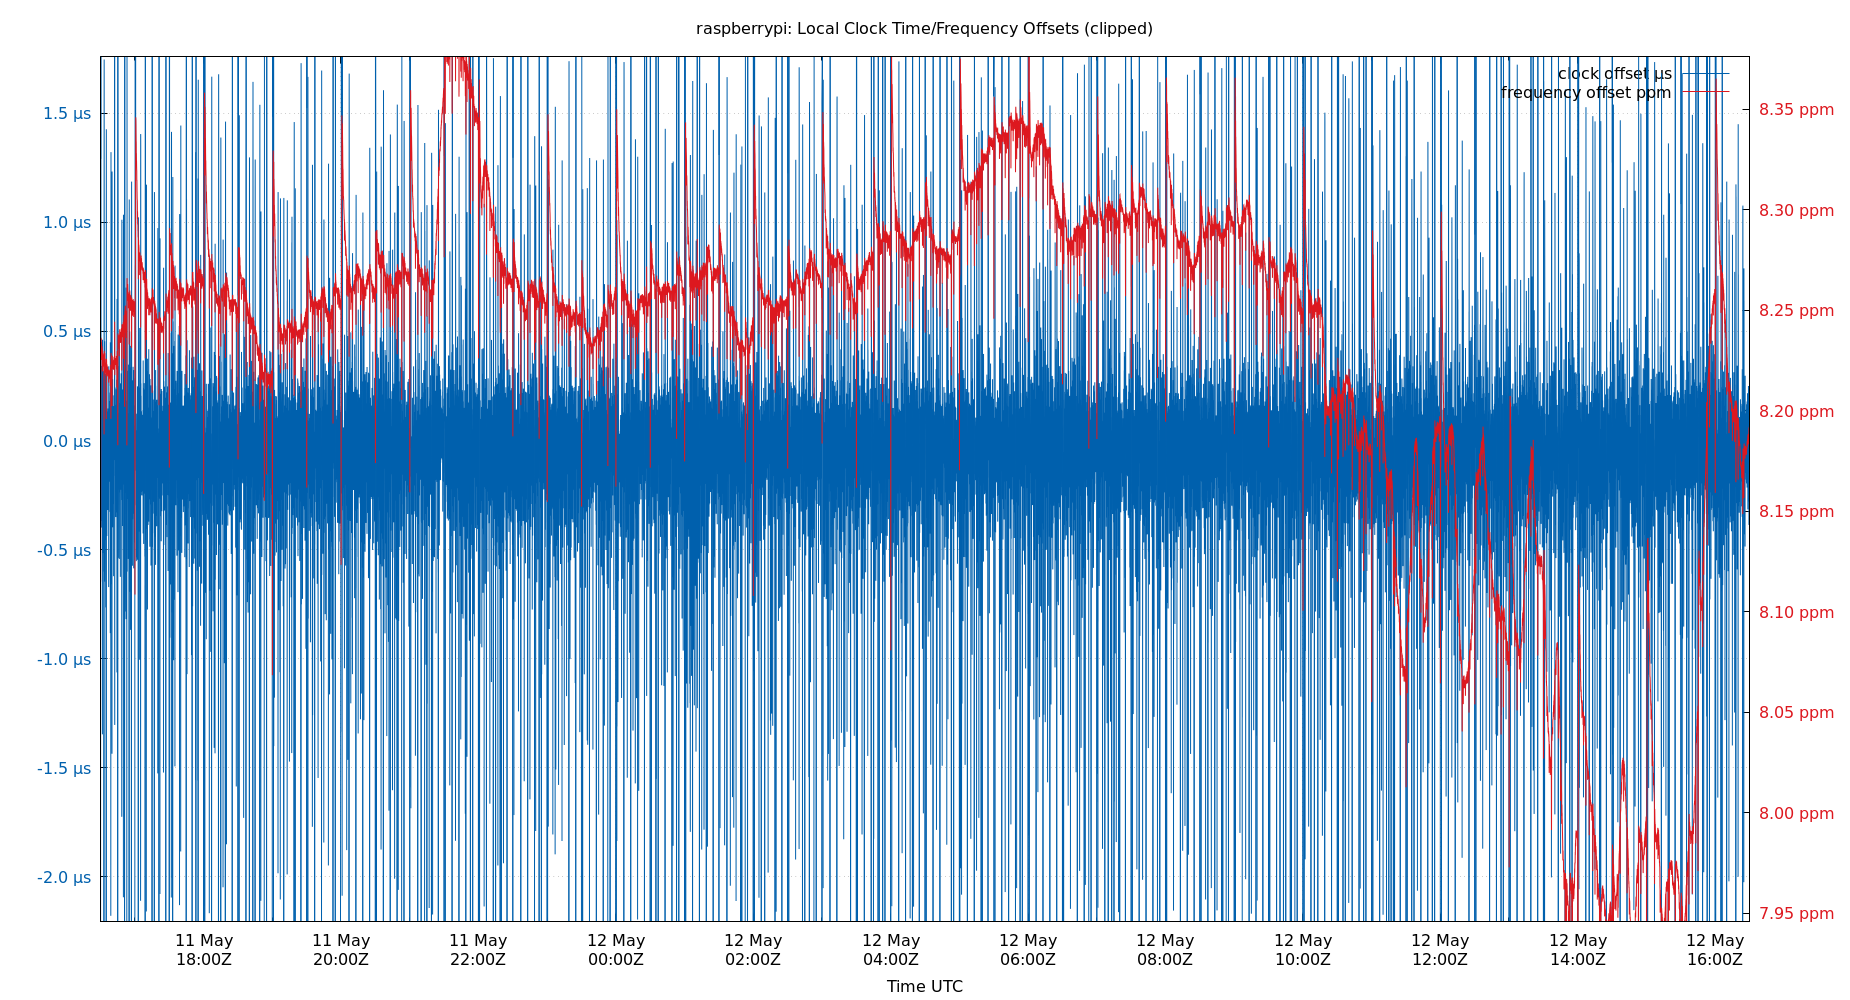 raspberrypi: Local Clock Time/Frequency Offsets (clipped)
clock offset µs
frequency offset ppm
1.5 µs
1.0 µs
0.5 µs
0.0 µs
-0.5 µs
-1.0 µs
-1.5 µs
-2.0 µs
8.35 ppm
8.30 ppm
8.25 ppm
8.20 ppm
8.15 ppm
8.10 ppm
8.05 ppm
8.00 ppm
7.95 ppm
11 May 11 May 11 May 12 May 12 May 12 May 12 May 12 May 12 May 12 May 12 May 12 May
18:00Z 20:00Z 22:00Z 00:00Z 02:00Z 04:00Z 06:00Z 08:00Z 10:00Z 12:00Z 14:00Z 16:00Z
Time UTC